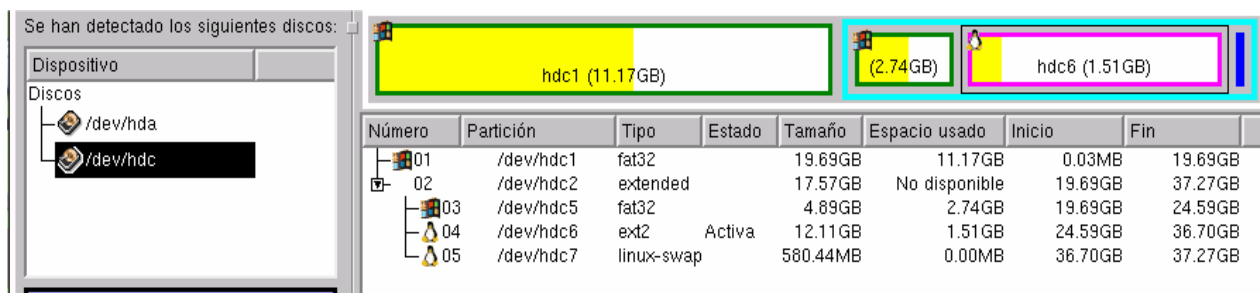 Se han detectado los siguientes discos:
Dispositivo
Discos
/dev/hda
/dev/hdc
hdc1 (11.17GB)
(2.74GB)
hdc6 (1.51GB)
Número Partición Tipo Estado Tamaño Espacio usado Inicio Fin
01 /dev/hdc1 fat32 19.69GB 11.17GB 0.03MB 19.69GB
02 /dev/hdc2 extended 17.57GB No disponible 19.69GB 37.27GB
03 /dev/hdc5 fat32 4.89GB 2.74GB 19.69GB 24.59GB
04 /dev/hdc6 ext2 Activa 12.11GB 1.51GB 24.59GB 36.70GB
05 /dev/hdc7 linux-swap 580.44MB 0.00MB 36.70GB 37.27GB